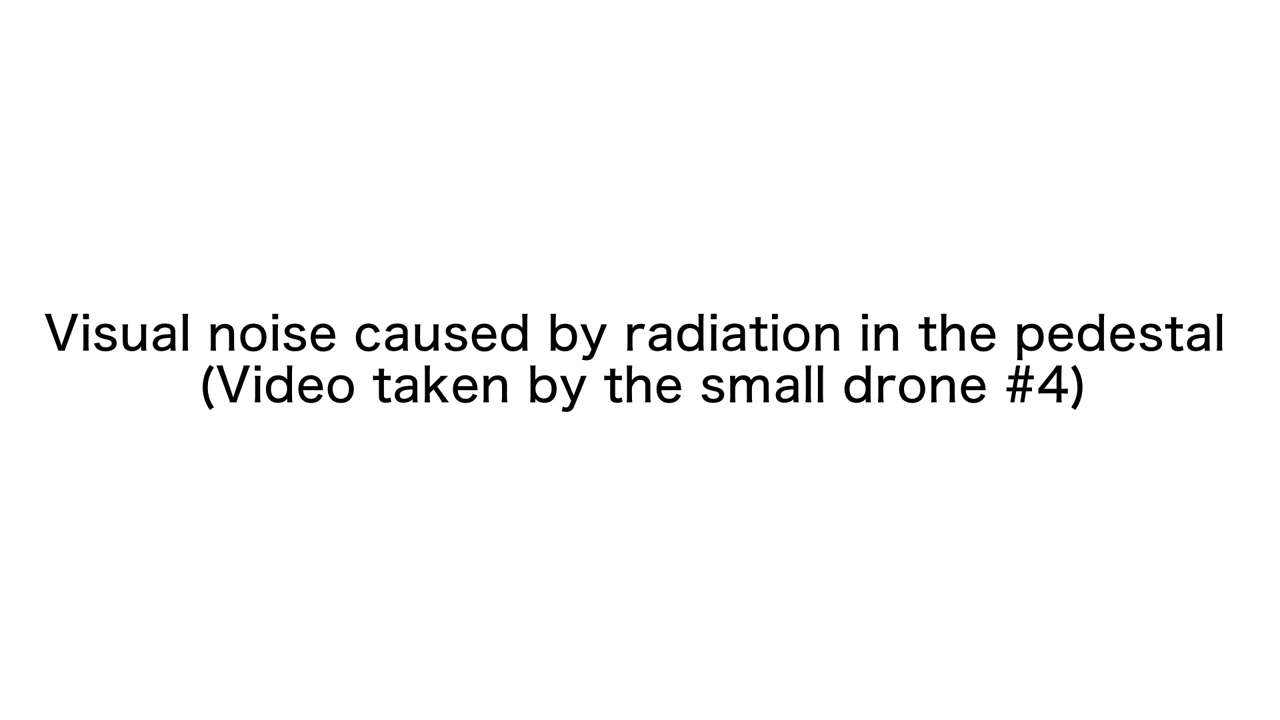 Visual noise caused by radiation in the pedestal
(Video taken by the small drone #4)